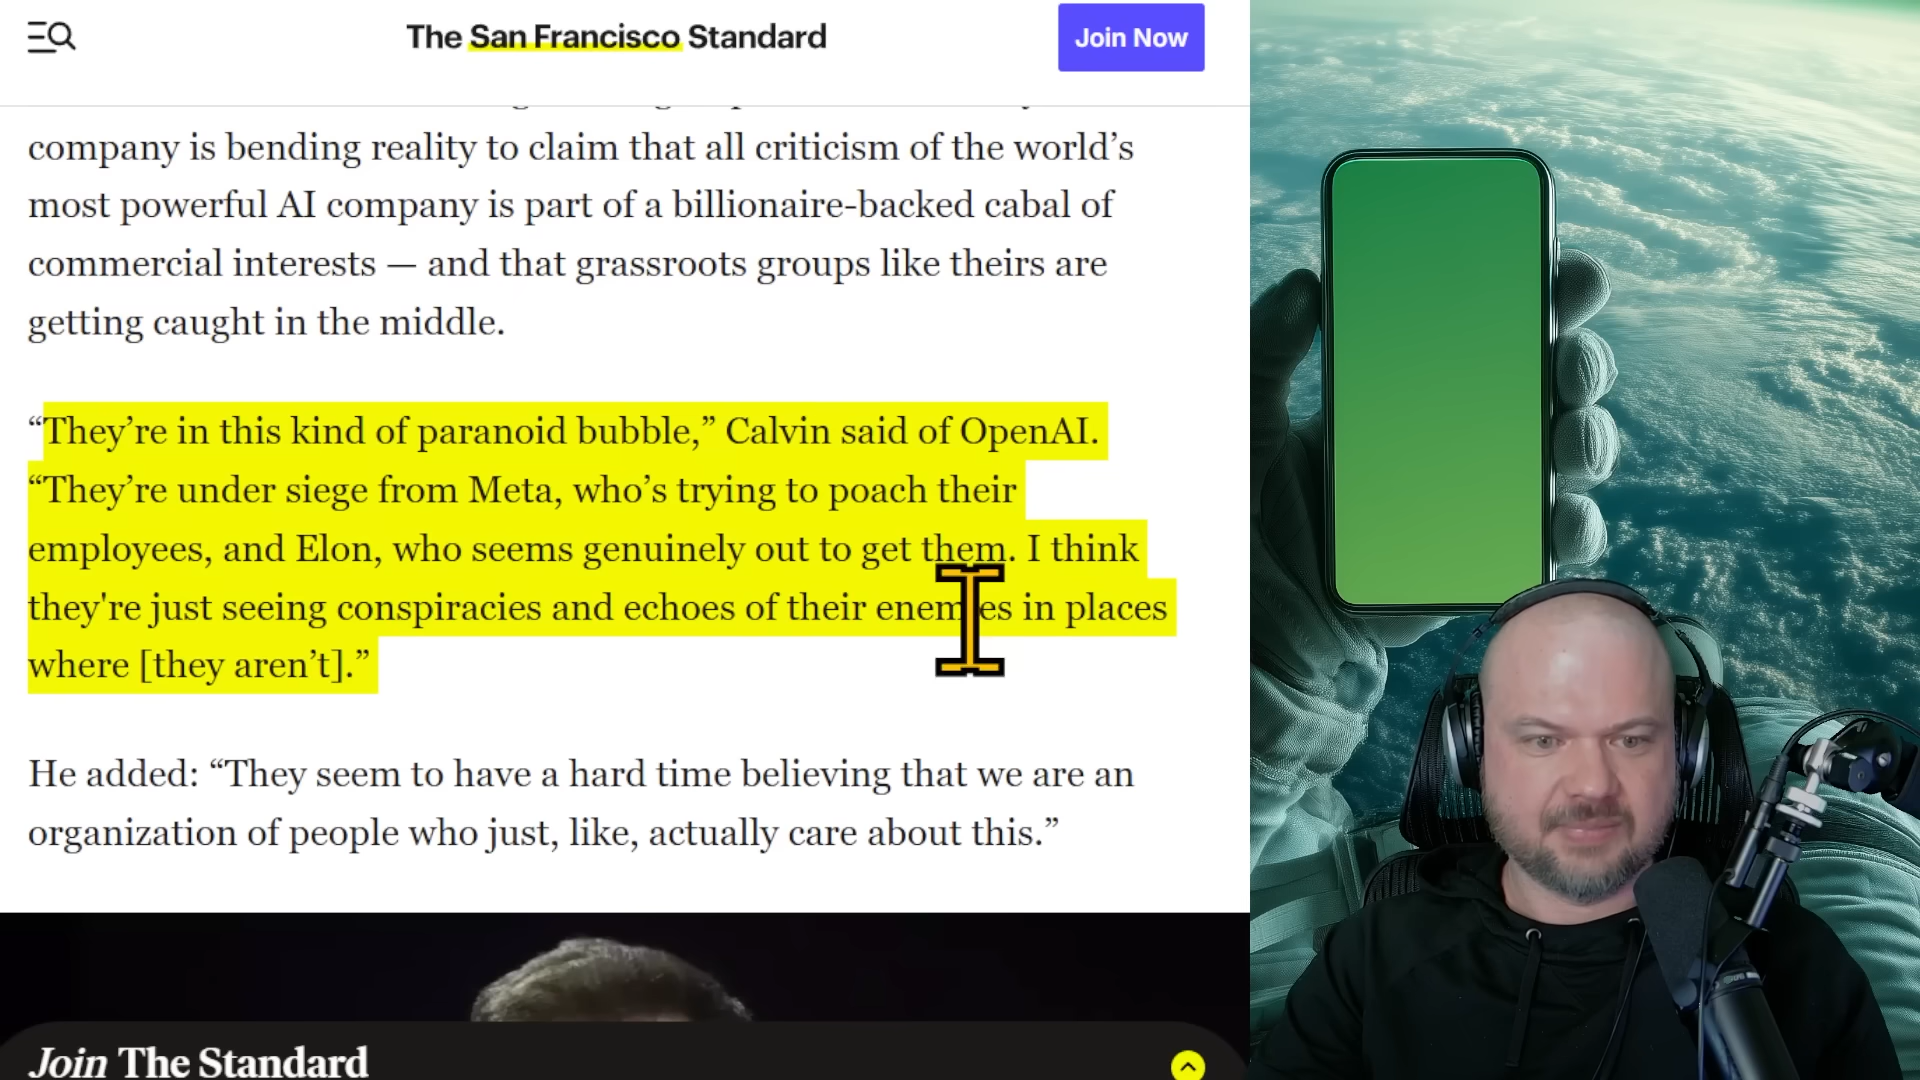 The San Francisco Standard
Join Now
company is bending reality to claim that all criticism of the world’s
most powerful AI company is part of a billionaire-backed cabal of
commercial interests — and that grassroots groups like theirs are
getting caught in the middle.
“They’re in this kind of paranoid bubble,” Calvin said of OpenAI.
“They’re under siege from Meta, who’s trying to poach their
employees, and Elon, who seems genuinely out to get them. I think
they're just seeing conspiracies and echoes of their enemies in places
where [they aren’t].”
He added: “They seem to have a hard time believing that we are an
organization of people who just, like, actually care about this.”
Join The Standard